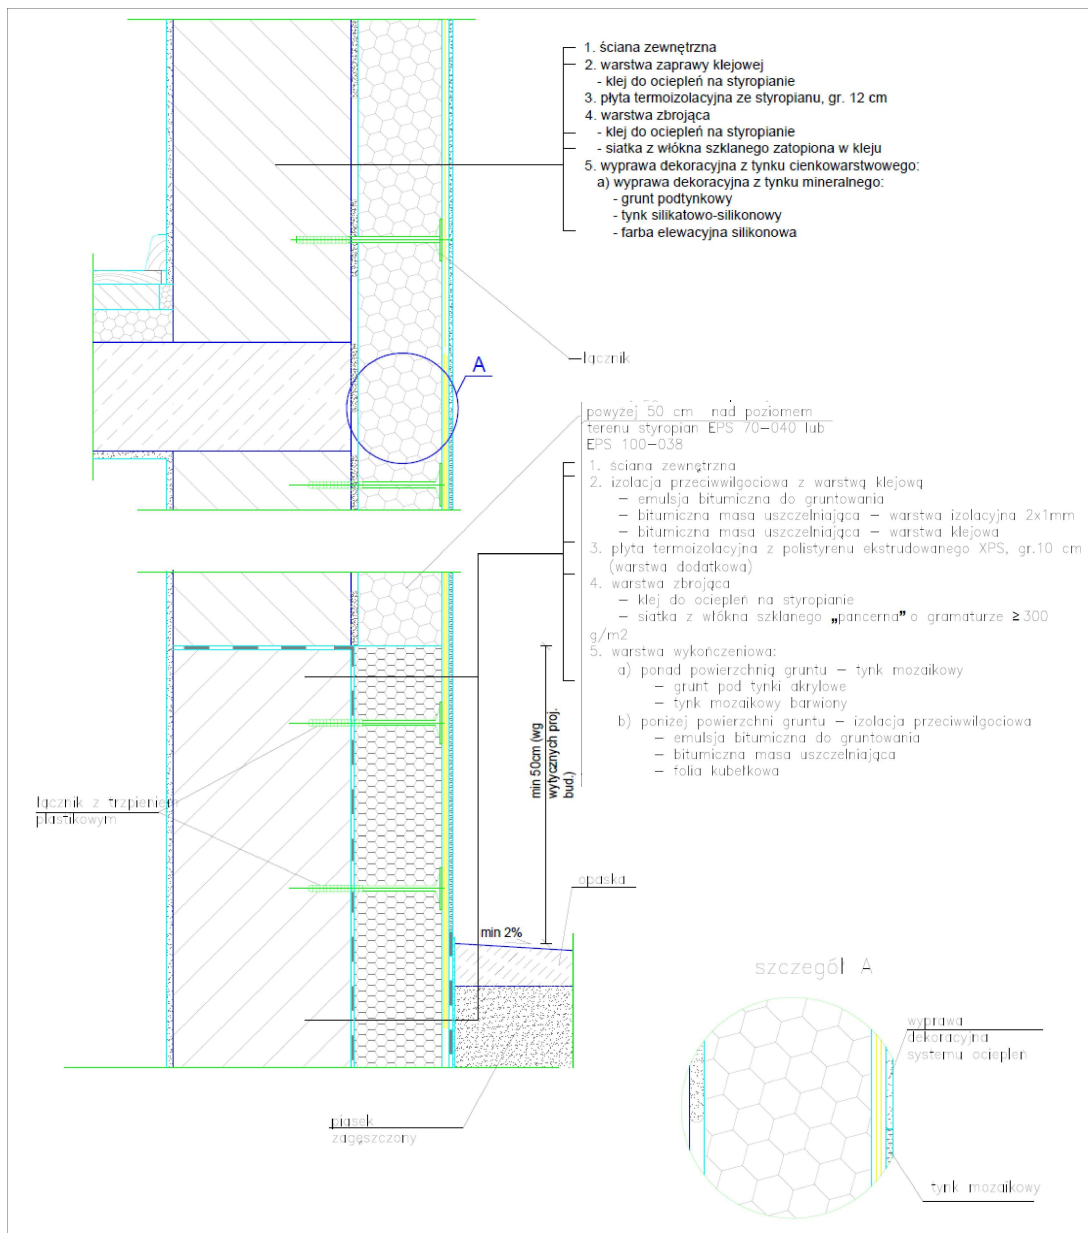 1. ściana zewnętrzna
2. warstwa zaprawy klejowej
- klej do ociepleń na styropianie
3. płyta termoizolacyjna ze styropianu, gr. 12 cm
4. warstwa zbrojąca
- klej do ociepleń na styropianie
- siatka z włókna szklanego zatopiona w kleju
5. wyprawa dekoracyjna z tynku cienkowarstwowego:
a) wyprawa dekoracyjna z tynku mineralnego:
- grunt podtynkowy
- tynk silikatowo-silikonowy
- farba elewacyjna silikonowa
łącznik
A
powyżej 50 cm nad poziomem
terenu styropian EPS 70-040 lub
EPS 100-038
1. ściana zewnętrzna
2. izolacja przeciwwilgociowa z warstwą klejową
- emulsja bitumiczna do gruntowania
- bitumiczna masa uszczelniająca - warstwa izolacyjna 2x1mm
- bitumiczna masa uszczelniająca - warstwa klejowa
3. płyta termoizolacyjna z polistyrenu ekstrudowanego XPS, gr.10 cm
(warstwa dodatkowa)
4. warstwa zbrojąca
- klej do ociepleń na styropianie
- siatka z włókna szklanego „pancerna” o gramaturze ≥300
g/m2
5. warstwa wykończeniowa:
a) ponad powierzchnią gruntu - tynk mozaikowy
- grunt pod tynki akrylowe
- tynk mozaikowy barwiony
b) poniżej powierzchni gruntu - izolacja przeciwwilgociowa
- emulsja bitumiczna do gruntowania
- bitumiczna masa uszczelniająca
- folia kubełkowa
min 50cm (wg
wytycznych proj.
bud.)
łącznik z trzpieniem
plastikowym
opaska
min 2%
szczegół A
wyprawa
dekoracyjna
systemu ociepleń
piasek
zagęszczony
tynk mozaikowy